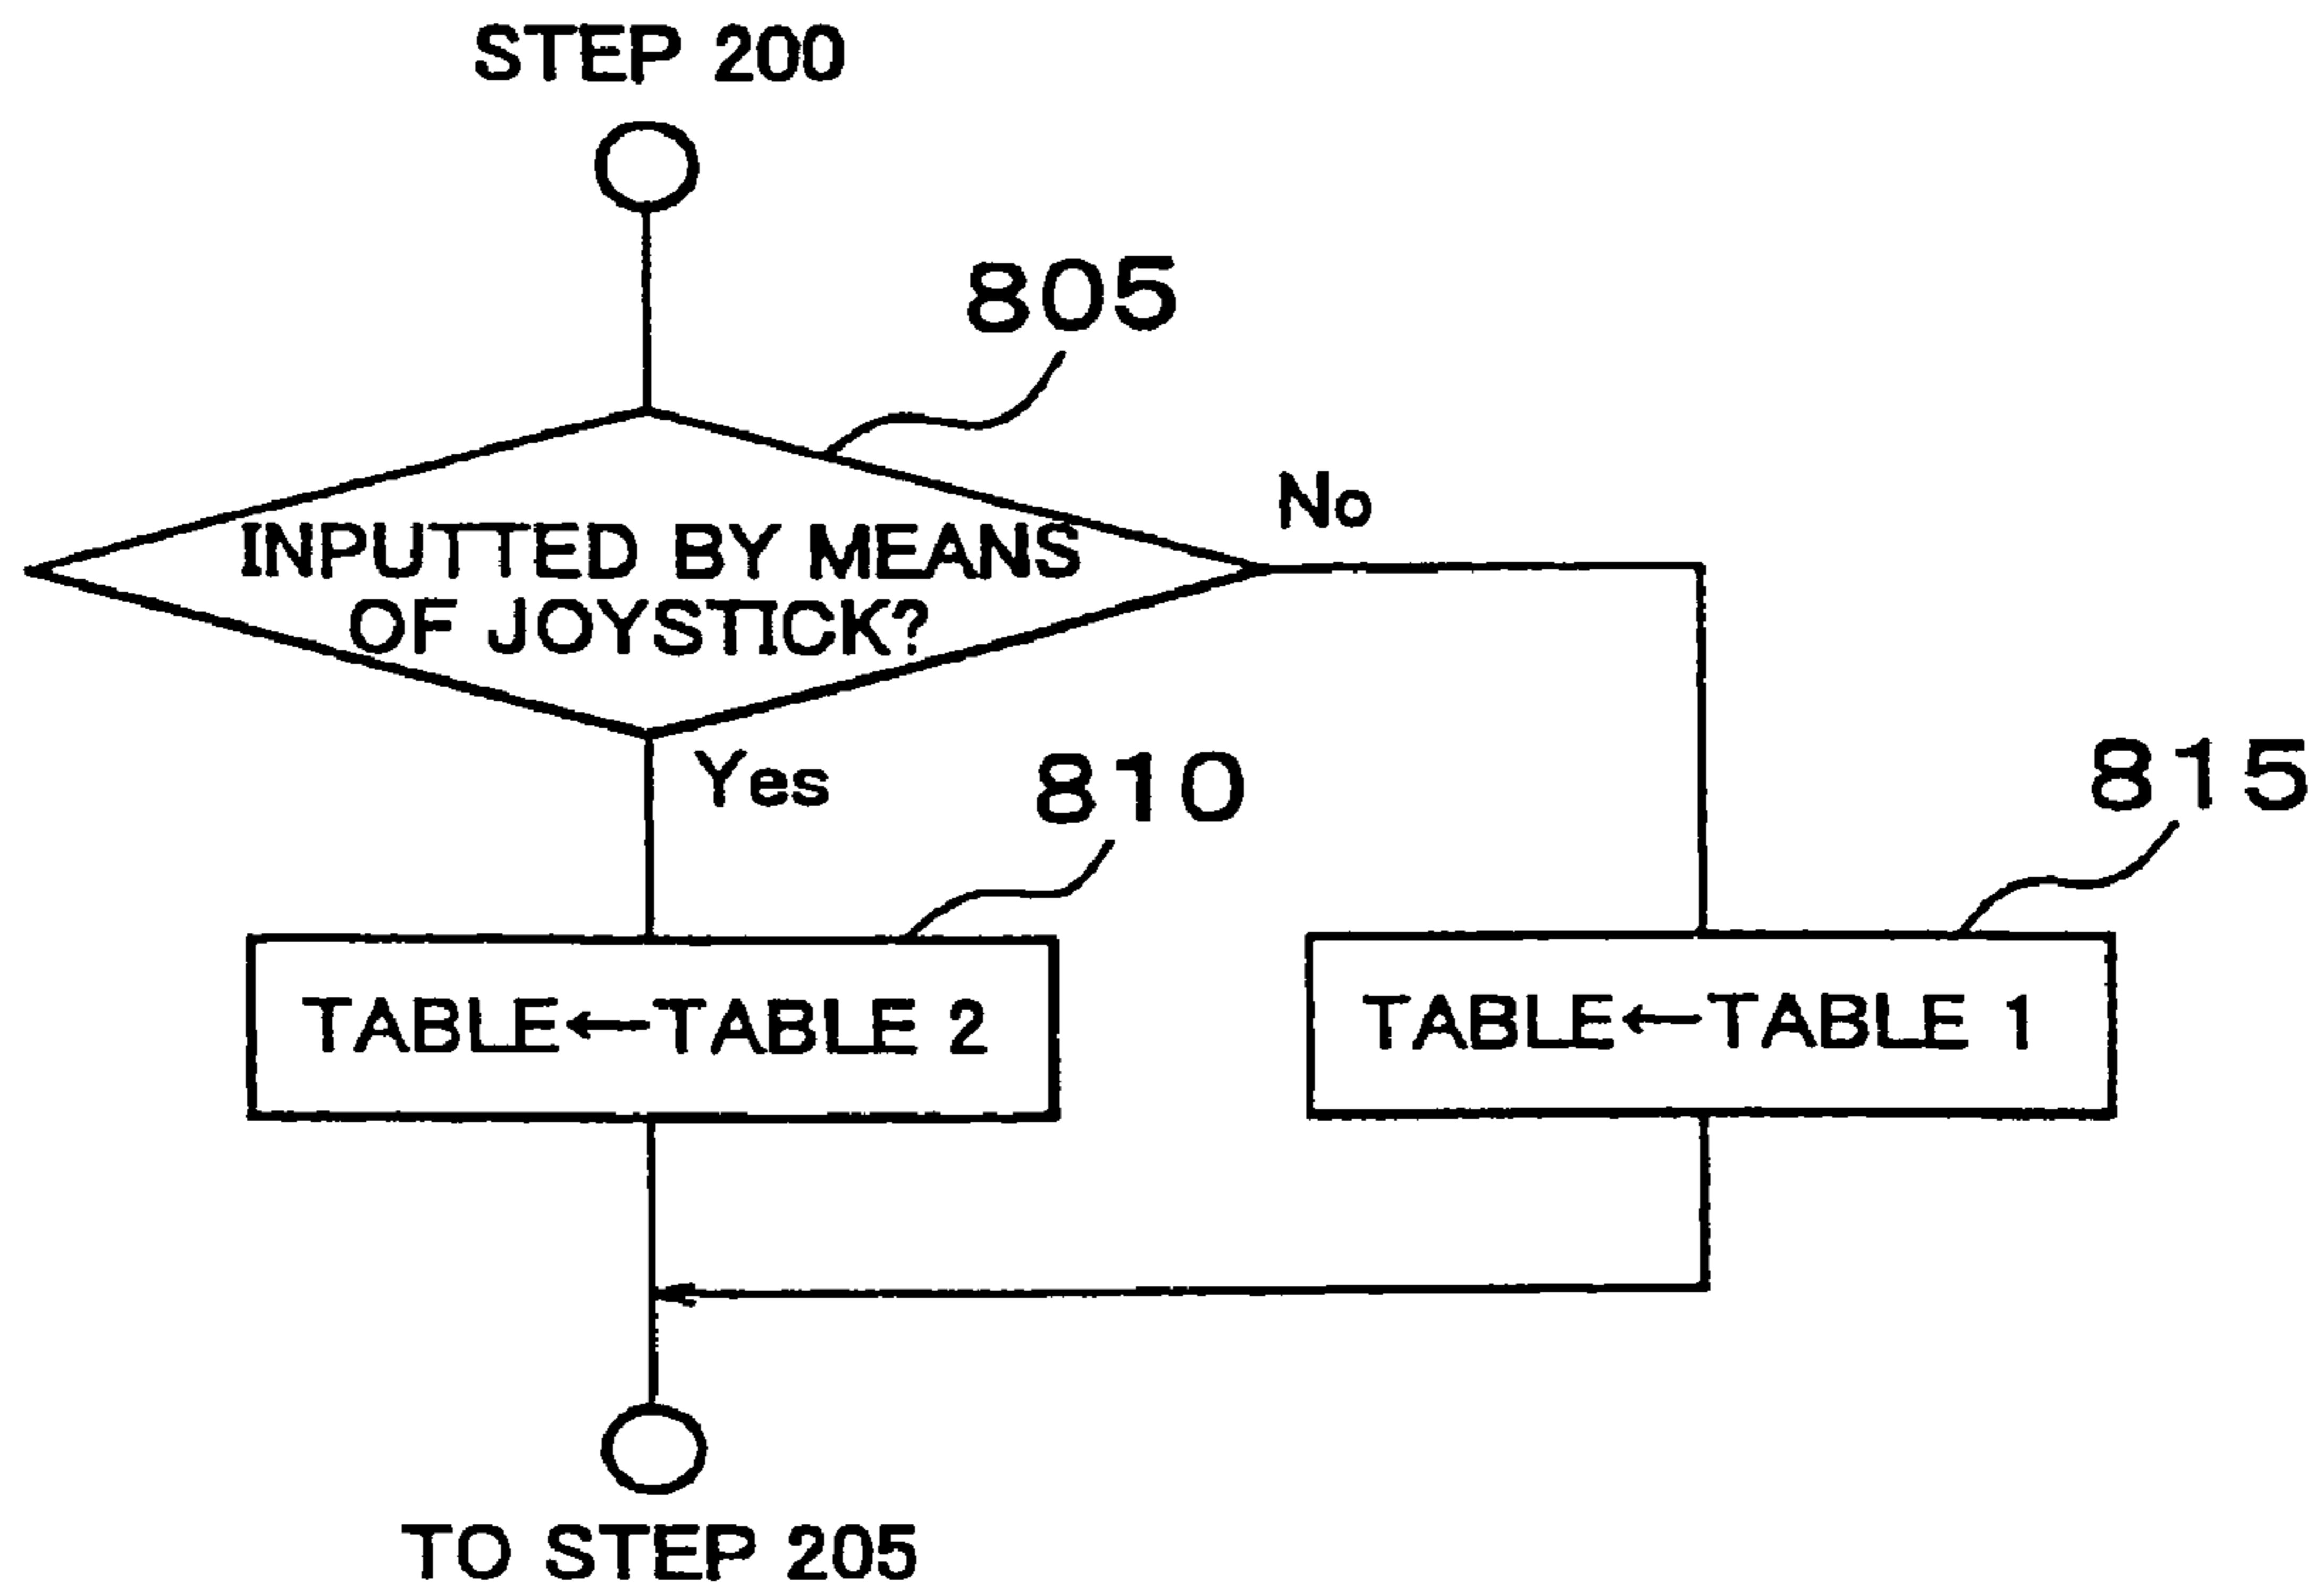 STEP 200
805
No
INPUTTED BY MEANS
OF JOYSTICK?
Yes
810
815
TABLE←TABLE 2
TABLE←TABLE 1
TO STEP 205